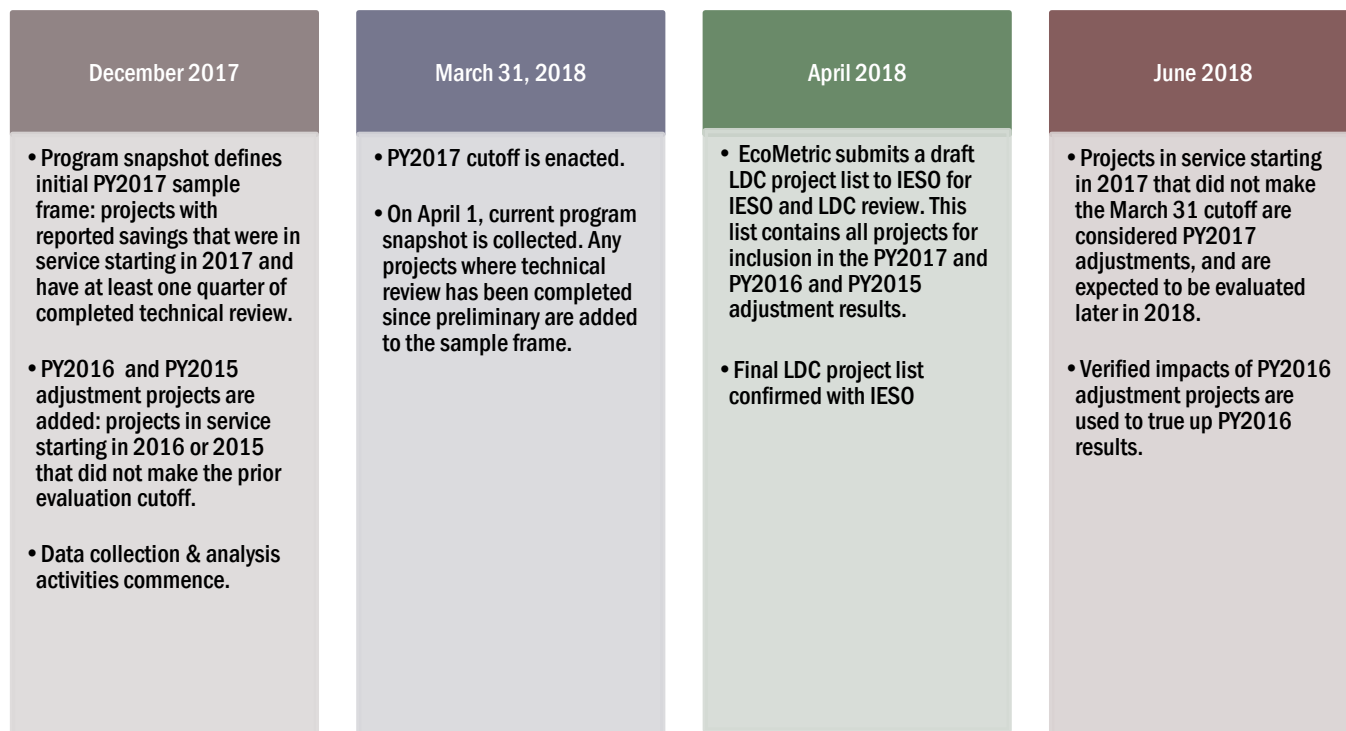 December 2017
• Program snapshot defines
initial PY2017 sample
frame: projects with
reported savings that were in
service starting in 2017 and
have at least one quarter of
completed technical review.
• PY2016 and PY2015
adjustment projects are
added: projects in service
starting in 2016 or 2015
that did not make the prior
evaluation cutoff.
• Data collection & analysis
activities commence.
March 31, 2018
• PY2017 cutoff is enacted.
• On April 1, current program
snapshot is collected. Any
projects where technical
review has been completed
since preliminary are added
to the sample frame.
April 2018
• EcoMetric submits a draft
LDC project list to IESO for
IESO and LDC review. This
list contains all projects for
inclusion in the PY2017 and
PY2016 and PY2015
adjustment results.
• Final LDC project list
confirmed with IESO
June 2018
• Projects in service starting
in 2017 that did not make
the March 31 cutoff are
considered PY2017
adjustments, and are
expected to be evaluated
later in 2018.
• Verified impacts of PY2016
adjustment projects are
used to true up PY2016
results.